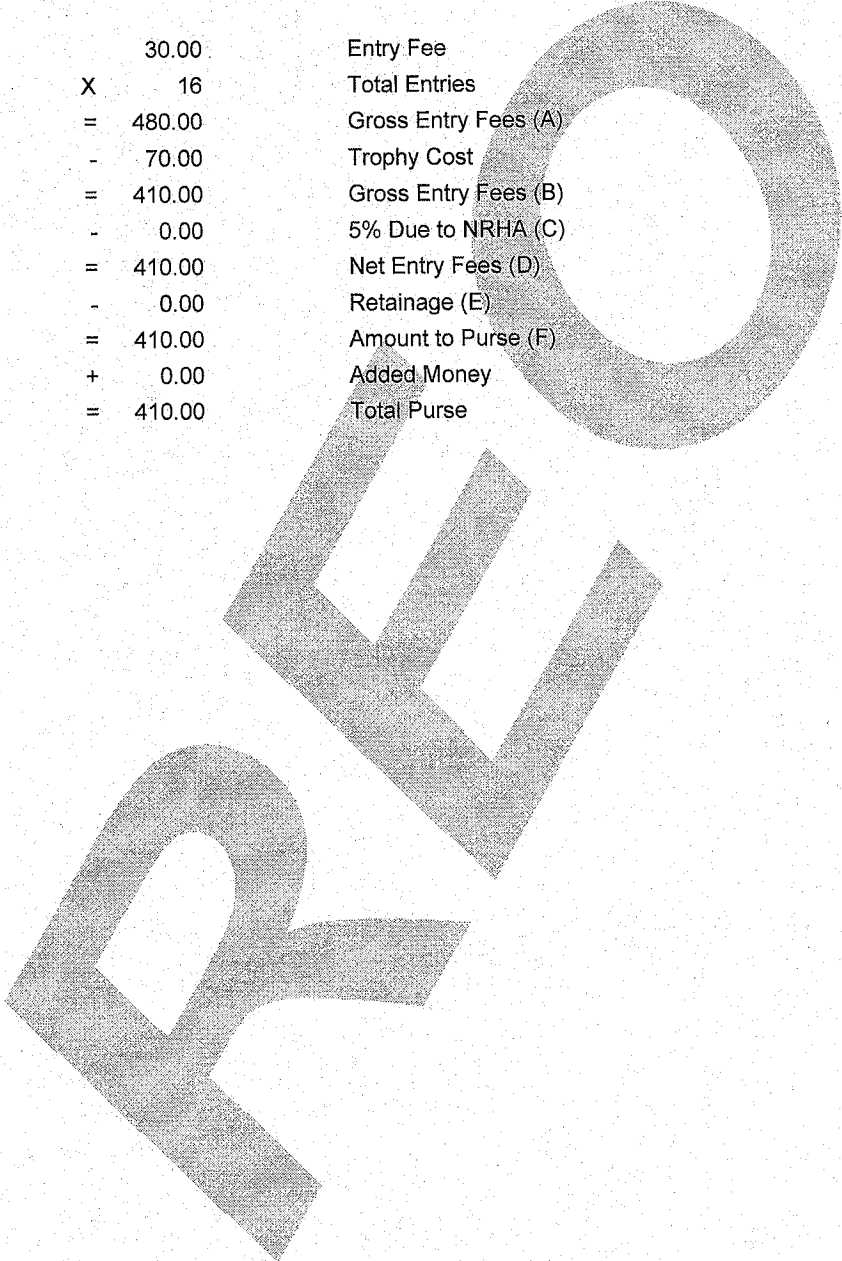 30.00 Entry Fee
X 16 Total Entries
= 480.00 Gross Entry Fees (A)
- 70.00 Trophy Cost
= 410.00 Gross Entry Fees (B)
- 0.00 5% Due to NRHA (C)
= 410.00 Net Entry Fees (D)
- 0.00 Retainage (E)
= 410.00 Amount to Purse (F)
+ 0.00 Added Money
= 410.00 Total Purse
REO